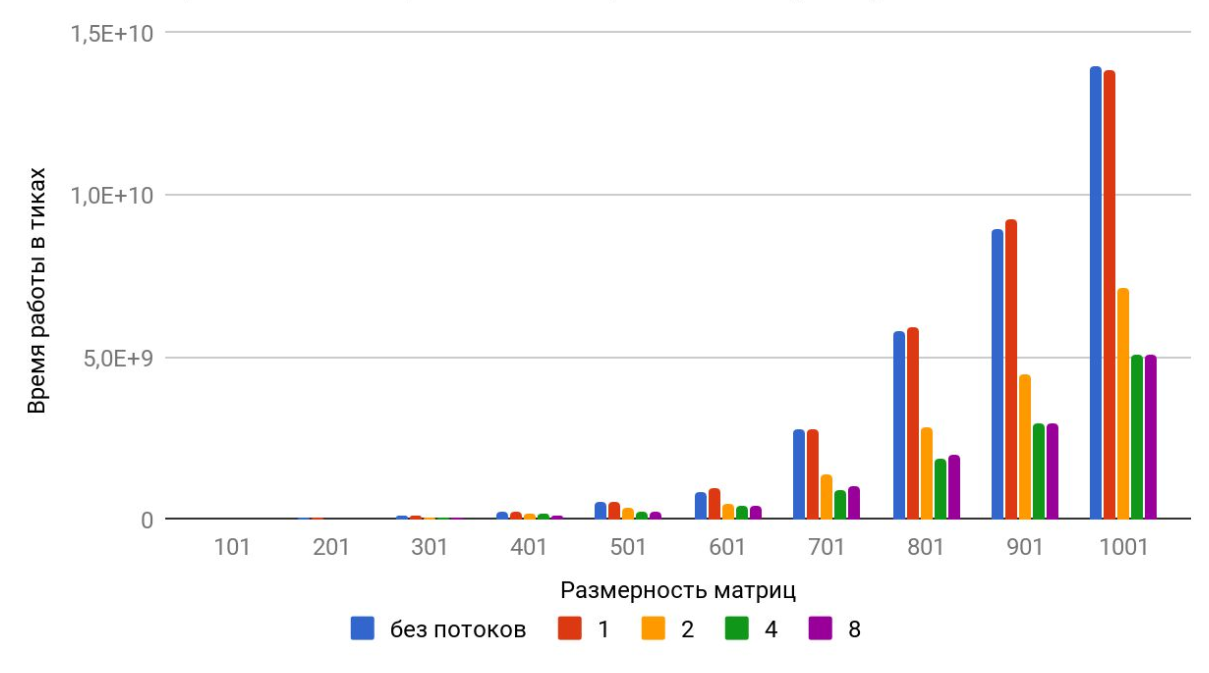 1,5E+10
1,0E+10
5,0E+9
0
Время работы в тиках
101 201 301 401 501 601 701 801 901 1001
Размерность матриц
без потоков 1 2 4 8